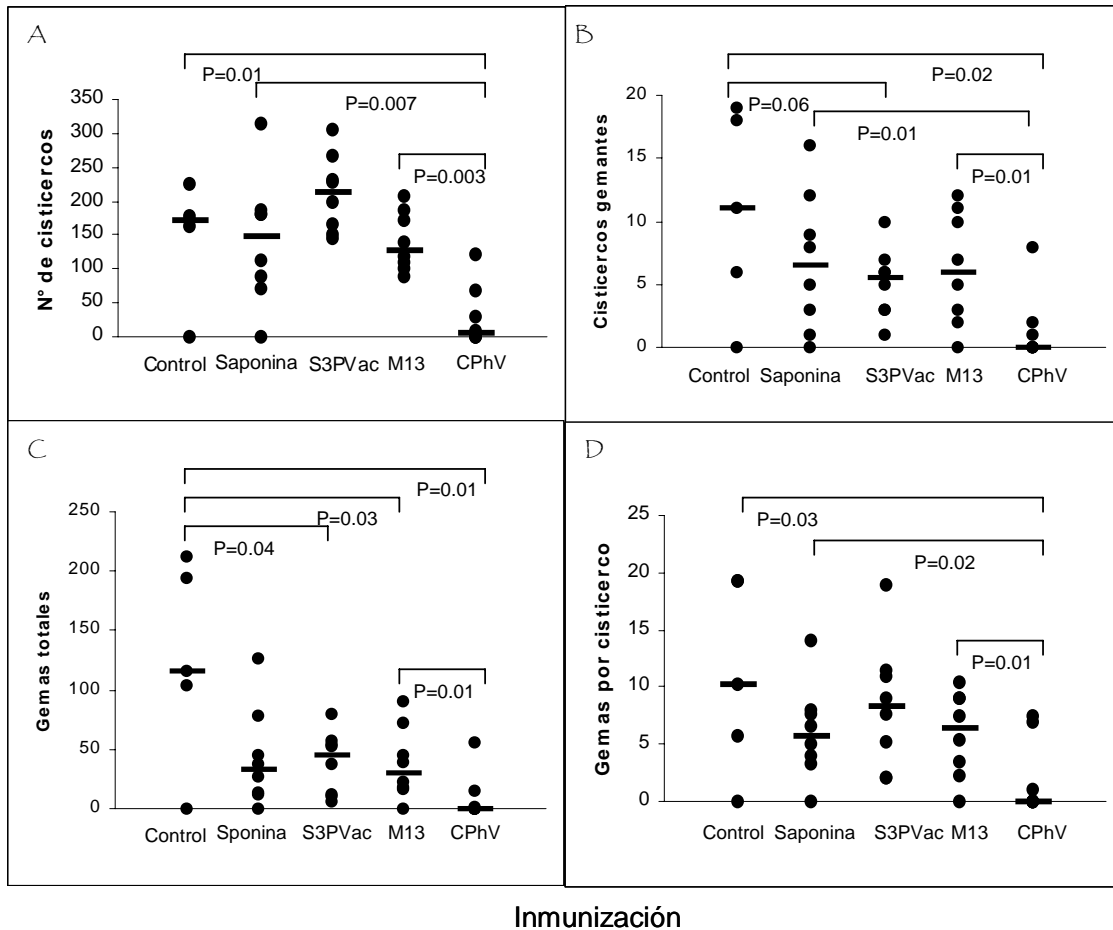 A
P=0.01
P=0.007
P=0.003
N° de cisticercos
350
300
250
200
150
100
50
0
Control Saponina S3PVac M13 CPhV
B
P=0.02
P=0.06
P=0.01
P=0.01
Cisticercos gemantes
20
15
10
5
0
Control Saponina S3PVac M13 CPhV
C
P=0.01
P=0.03
P=0.04
P=0.01
Gemas totales
250
200
150
100
50
0
Control Sponina S3PVac M13 CPhV
D
P=0.03
P=0.02
P=0.01
Gemas por cisticerco
25
20
15
10
5
0
Control Saponina S3PVac M13 CPhV
Inmunización